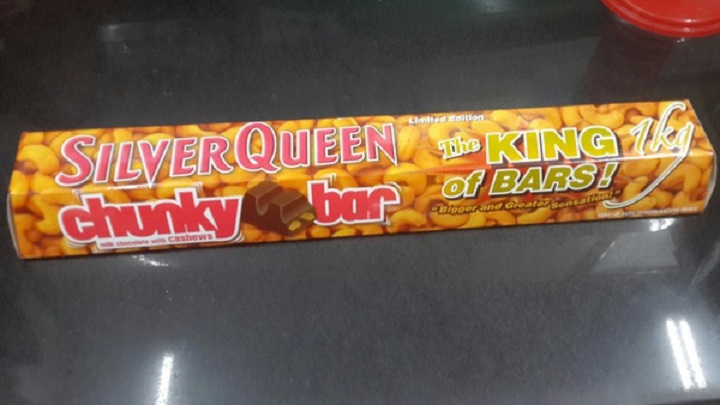 Limited Edition
SILVERQUEEN
The KING 1kg
of BARS!
chunky bar
"Bigger and Greater Sensation"
milk chocolate with cashews